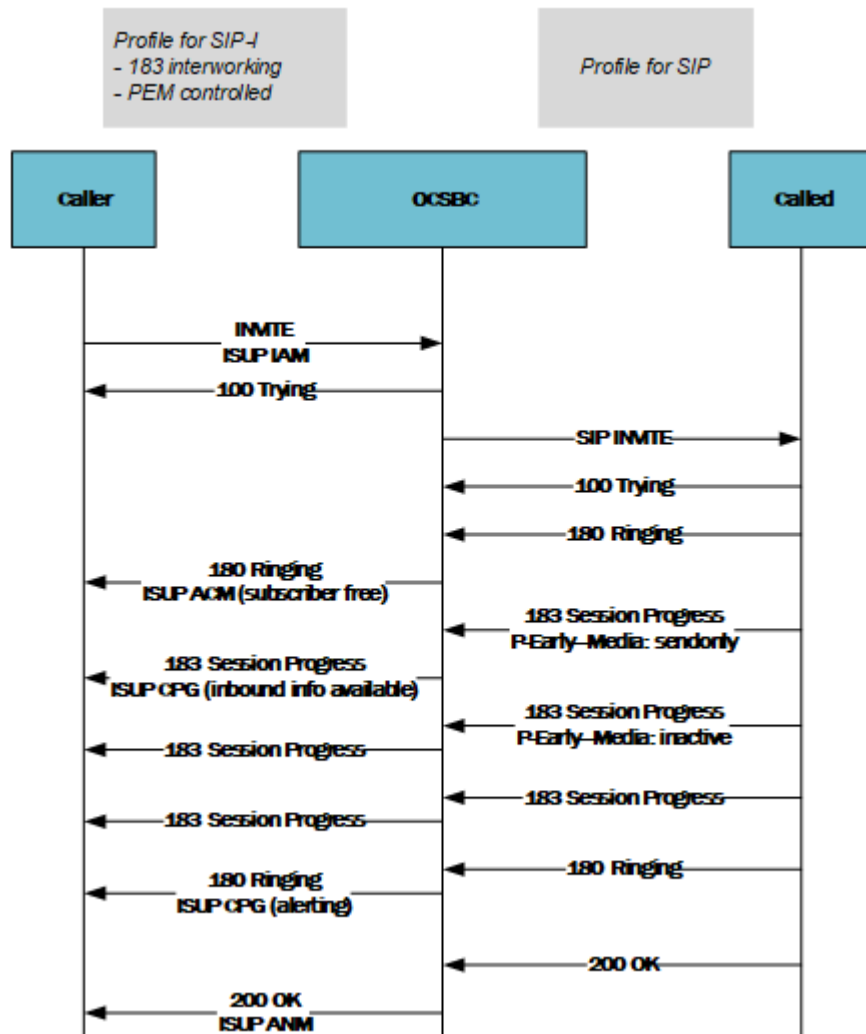 Profile for SIP-I
- 183 interworking
- PEM controlled
Profile for SIP
Caller
OCSBC
Called
INVITE
ISUP IAM
100 Trying
SIP INVITE
100 Trying
180 Ringing
180 Ringing
ISUP ACM (subscriber free)
183 Session Progress
P-Early-Media: sendonly
183 Session Progress
ISUP CPG (inbound info available)
183 Session Progress
P-Early-Media: inactive
183 Session Progress
183 Session Progress
183 Session Progress
180 Ringing
180 Ringing
ISUP CPG (alerting)
200 OK
200 OK
ISUP ANM